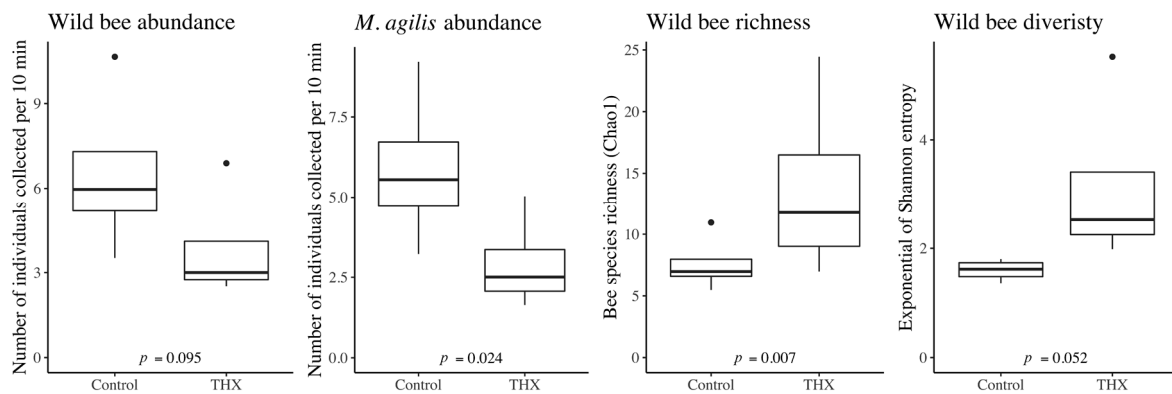 Wild bee abundance
Number of individuals collected per 10 min
9
6
3
0
p = 0.095
Control THX
M. agilis abundance
Number of individuals collected per 10 min
7.5
5.0
2.5
0.0
p = 0.024
Control THX
Wild bee richness
Bee species richness (Chao1)
25
20
15
10
5
0
p = 0.007
Control THX
Wild bee diveristy
Exponential of Shannon entropy
4
2
0
p = 0.052
Control THX